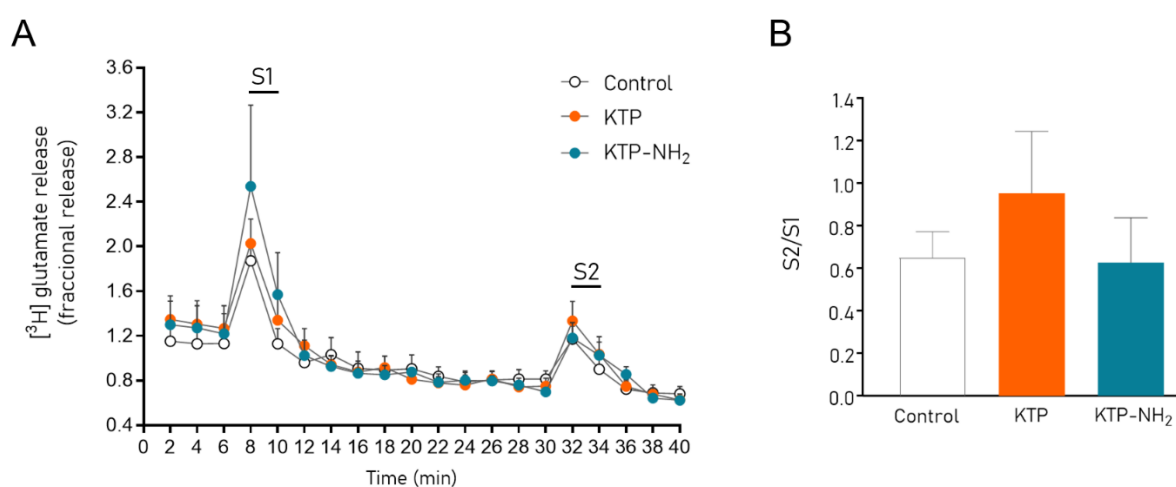 A
[³H] glutamate release
(fraccional release)
3.6
3.2
2.8
2.4
2.0
1.6
1.2
0.8
0.4
S1
S2
Control
KTP
KTP-NH₂
0 2 4 6 8 10 12 14 16 18 20 22 24 26 28 30 32 34 36 38 40
Time (min)
B
S2/S1
1.4
1.2
1.0
0.8
0.6
0.4
0.2
0.0
Control KTP KTP-NH₂